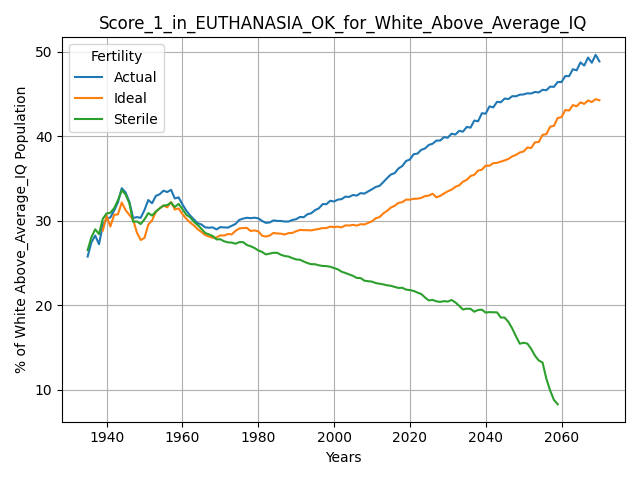 Score_1_in_EUTHANASIA_OK_for_White_Above_Average_IQ
% of White Above_Average_IQ Population
50
40
30
20
10
Fertility
Actual
Ideal
Sterile
1940 1960 1980 2000 2020 2040 2060
Years